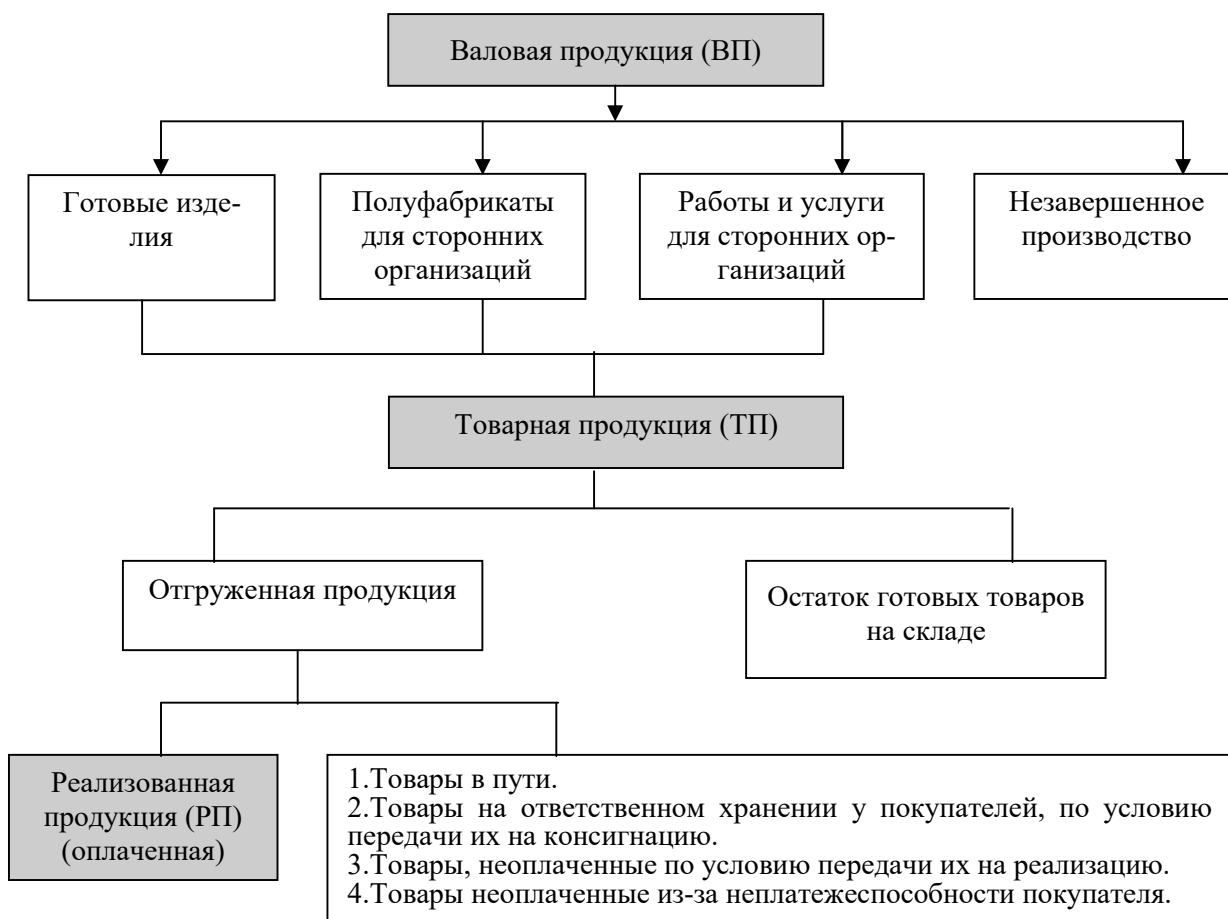 Валовая продукция (ВП)
Готовые изде-
лия
Полуфабрикаты
для сторонних
организаций
Работы и услуги
для сторонних ор-
ганизаций
Незавершенное
производство
Товарная продукция (ТП)
Отгруженная продукция
Остаток готовых товаров
на складе
Реализованная
продукция (РП)
(оплаченная)
1.Товары в пути.
2.Товары на ответственном хранении у покупателей, по условию
передачи их на консигнацию.
3.Товары, неоплаченные по условию передачи их на реализацию.
4.Товары неоплаченные из-за неплатежеспособности покупателя.